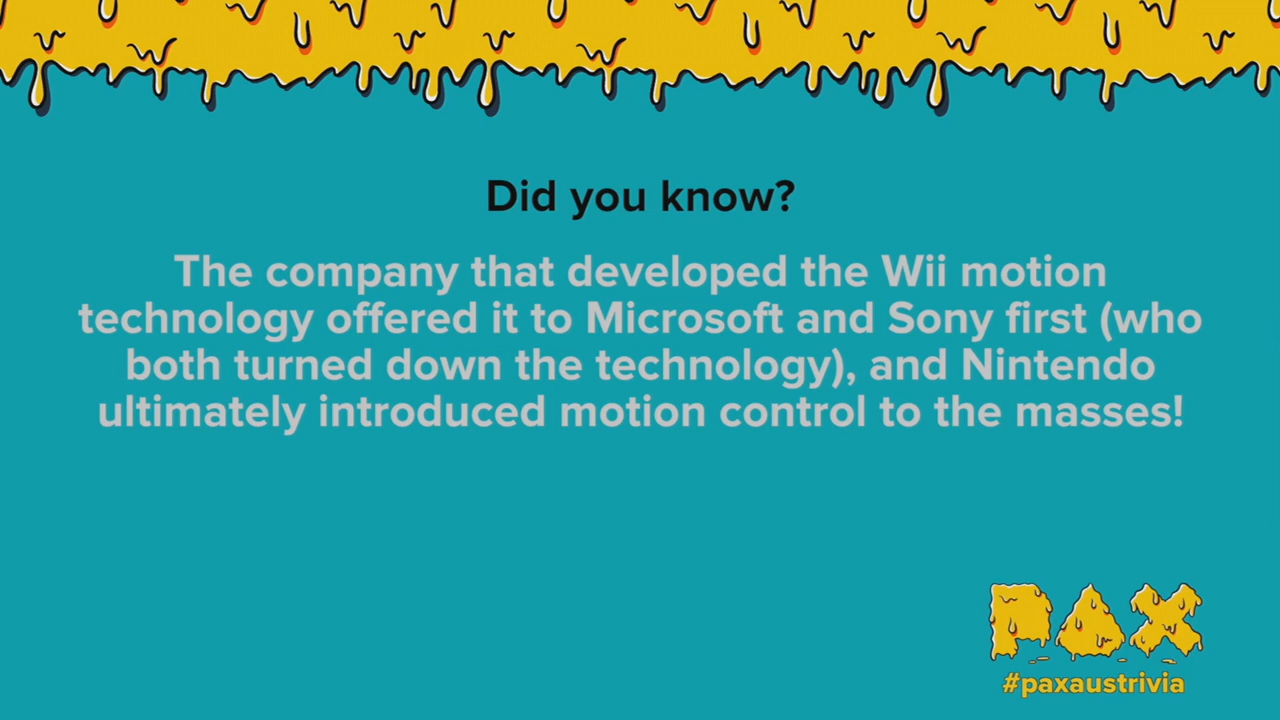 Did you know?
The company that developed the Wii motion
technology offered it to Microsoft and Sony first (who
both turned down the technology), and Nintendo
ultimately introduced motion control to the masses!
PAX
#paxaustrivia